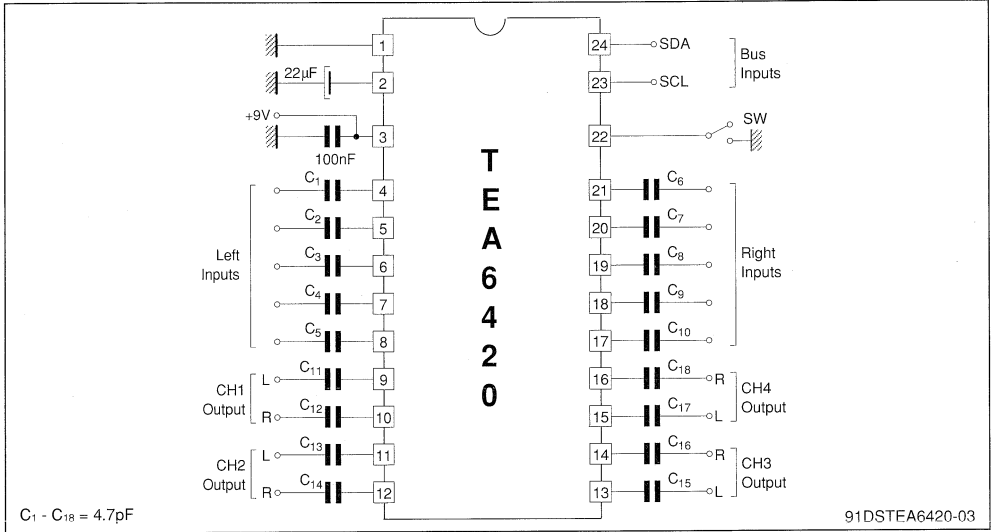 1
24
SDA
Bus
Inputs
22µF
2
23
SCL
+9V
3
22
SW
100nF
T
E
A
6
4
2
0
C1
4
21
C6
C2
5
20
C7
Left
Inputs
C3
6
19
C8
Right
Inputs
C4
7
18
C9
C5
8
17
C10
CH1
Output
L
C11
9
16
C18
R
CH4
Output
R
C12
10
15
C17
L
CH2
Output
L
C13
11
14
C16
R
CH3
Output
R
C14
12
13
C15
L
C1 - C18 = 4.7pF
91DSTEA6420-03